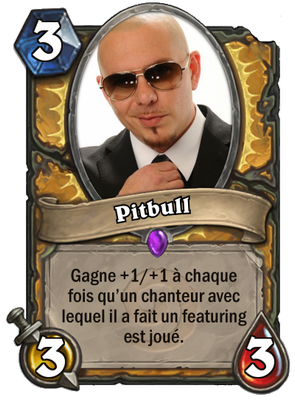 3
Pitbull
Gagne +1/+1 à chaque
fois qu'un chanteur avec
lequel il a fait un featuring
est joué.
3
3